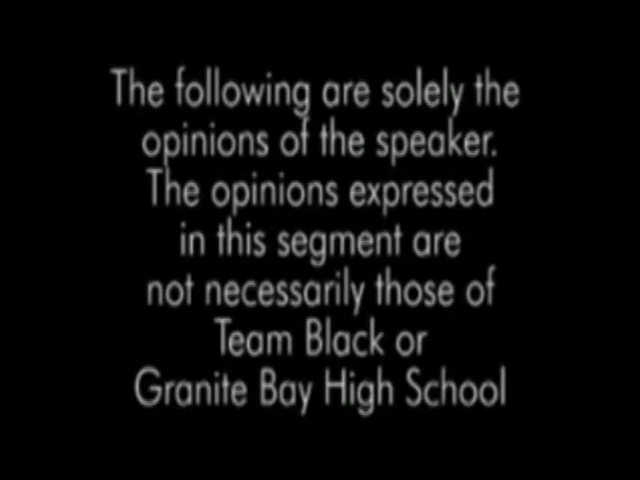 The following are solely the
opinions of the speaker.
The opinions expressed
in this segment are
not necessarily those of
Team Black or
Granite Bay High School